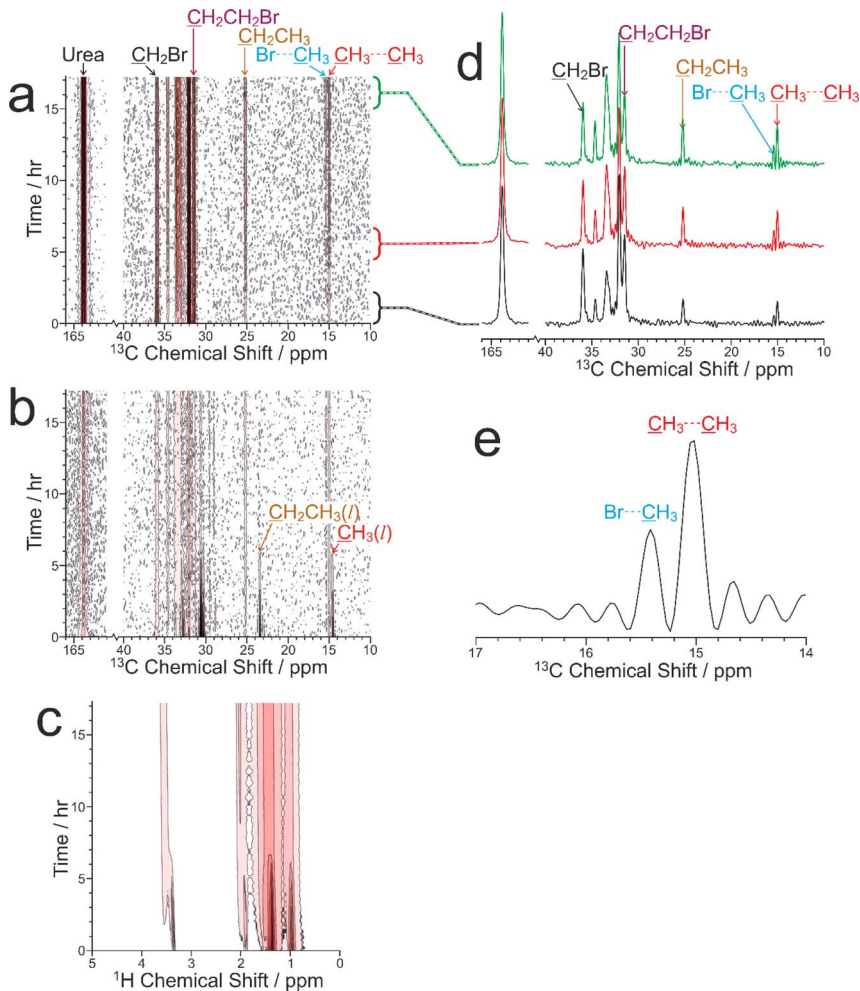 a
Urea
CH₂Br
CH₂CH₂Br
CH₂CH₃
Br---CH₃
CH₃---CH₃
Time / hr
15
10
5
0
165
40
35
30
25
20
15
10
¹³C Chemical Shift / ppm
d
CH₂Br
CH₂CH₂Br
CH₂CH₃
Br---CH₃
CH₃---CH₃
165
40
35
30
25
20
15
10
¹³C Chemical Shift / ppm
b
Time / hr
15
10
5
0
CH₂CH₃(l)
CH₃(l)
165
40
35
30
25
20
15
10
¹³C Chemical Shift / ppm
e
CH₃---CH₃
Br---CH₃
17
16
15
14
¹³C Chemical Shift / ppm
c
Time / hr
15
10
5
0
5
4
3
2
1
0
¹H Chemical Shift / ppm